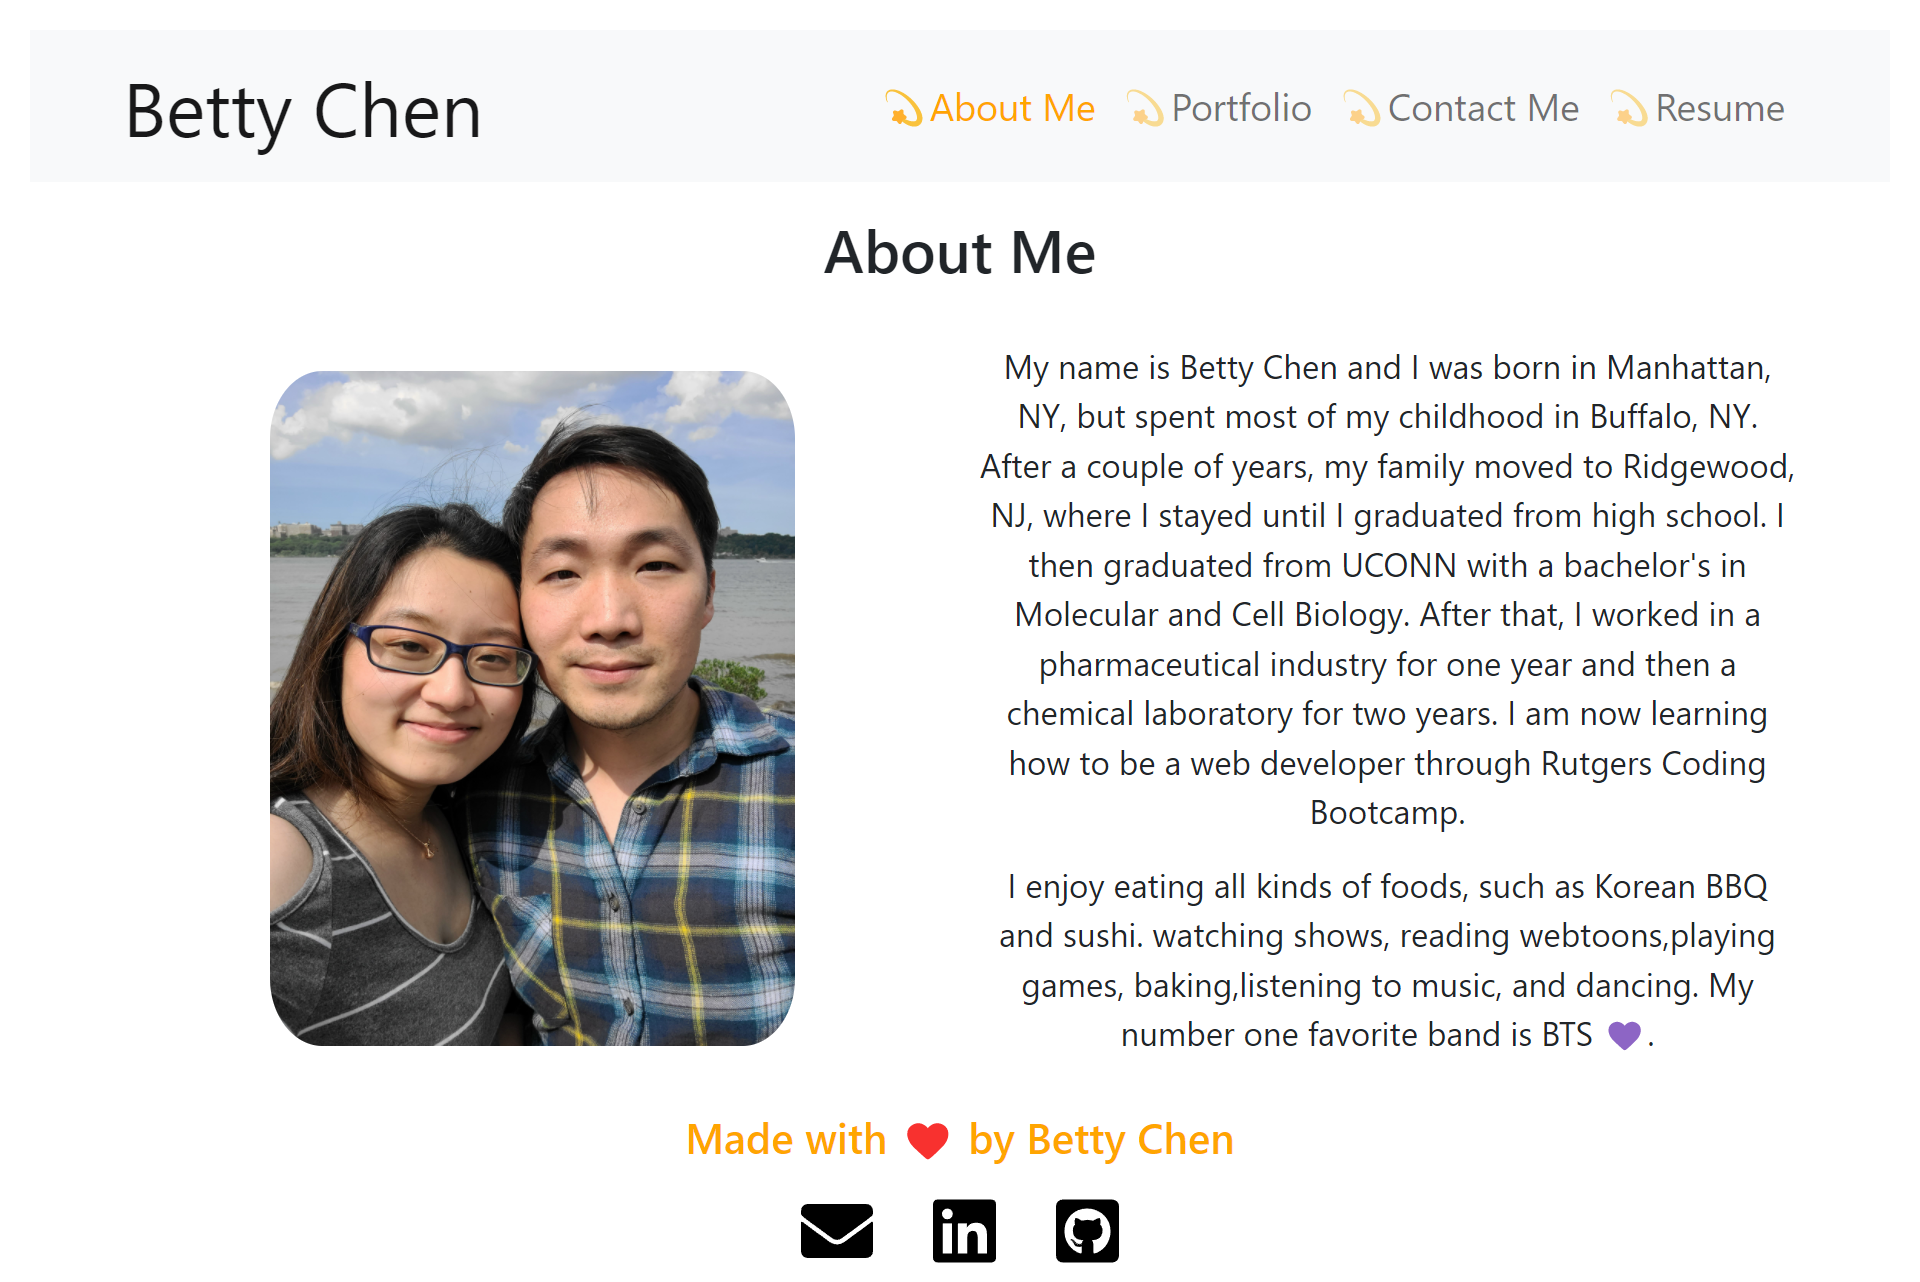 Betty Chen
💫About Me 💫Portfolio 💫Contact Me 💫Resume
About Me
My name is Betty Chen and I was born in Manhattan,
NY, but spent most of my childhood in Buffalo, NY.
After a couple of years, my family moved to Ridgewood,
NJ, where I stayed until I graduated from high school. I
then graduated from UCONN with a bachelor's in
Molecular and Cell Biology. After that, I worked in a
pharmaceutical industry for one year and then a
chemical laboratory for two years. I am now learning
how to be a web developer through Rutgers Coding
Bootcamp.
I enjoy eating all kinds of foods, such as Korean BBQ
and sushi. watching shows, reading webtoons,playing
games, baking,listening to music, and dancing. My
number one favorite band is BTS 💜.
Made with ❤️ by Betty Chen
in